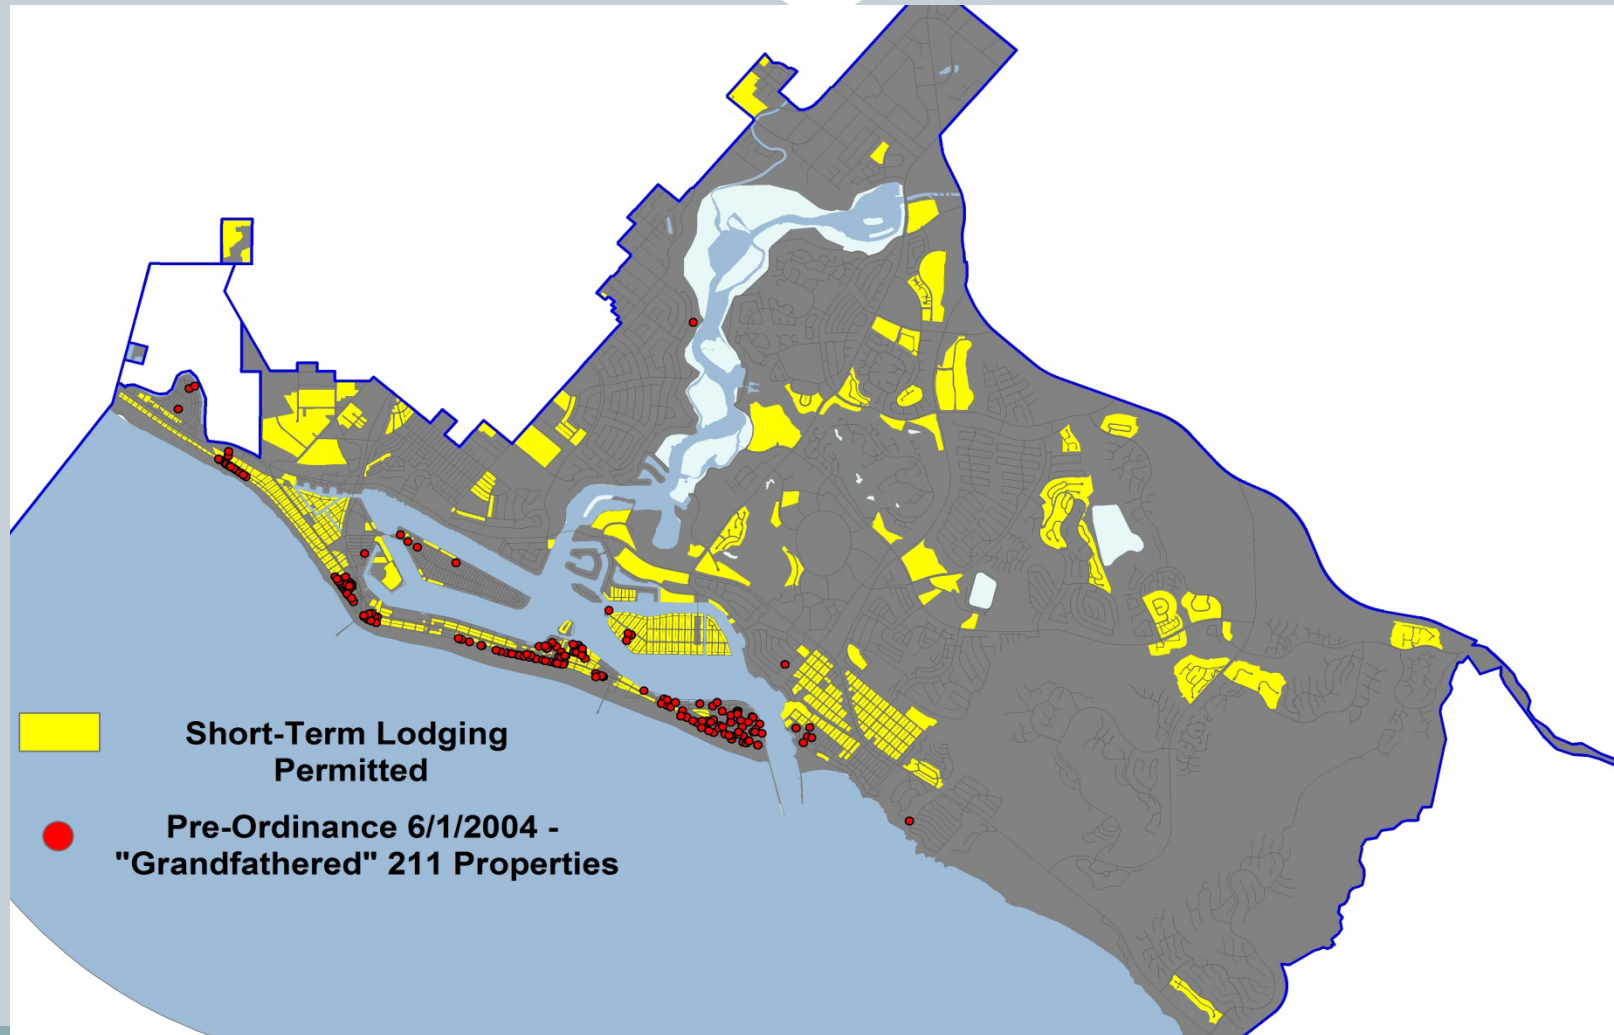 Short-Term Lodging
Permitted
Pre-Ordinance 6/1/2004 -
"Grandfathered" 211 Properties